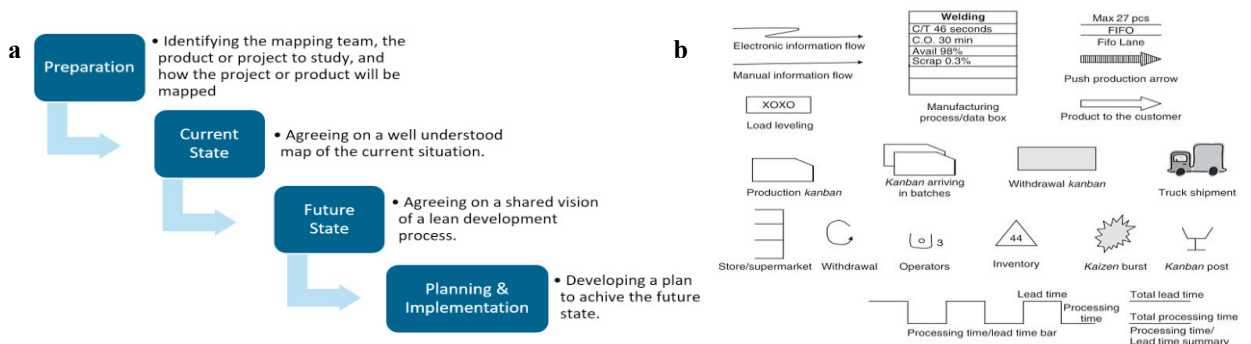 a
Preparation
• Identifying the mapping team, the
product or project to study, and
how the project or product will be
mapped
Current
State
• Agreeing on a well understood
map of the current situation.
Future
State
• Agreeing on a shared vision
of a lean development
process.
Planning &
Implementation
• Developing a plan
to achive the future
state.
b
Electronic information flow
Manual information flow
Welding
C/T 46 seconds
C.O. 30 min
Avail 98%
Scrap 0.3%
Manufacturing
process/data box
Max 27 pcs
FIFO
Fifo Lane
Push production arrow
XOXO
Load leveling
Product to the customer
Production kanban
Kanban arriving
in batches
Withdrawal kanban
Truck shipment
Store/supermarket
Withdrawal
3
Operators
44
Inventory
Kaizen burst
Kanban post
Lead time
Processing
time
Processing time/lead time bar
Total lead time
Total processing time
Processing time/
Lead time summary